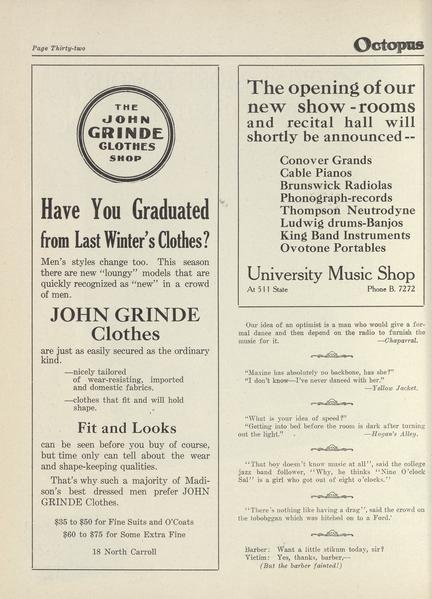 Page Thirty-two
Octopus
THE
JOHN
GRINDE
CLOTHES
SHOP
Have You Graduated
from Last Winter's Clothes?
Men's styles change too. This season
there are new "loungy" models that are
quickly recognized as "new" in a crowd
of men.
JOHN GRINDE
Clothes
are just as easily secured as the ordinary
kind.
—nicely tailored
of wear-resisting, imported
and domestic fabrics.
—clothes that fit and will hold
shape.
Fit and Looks
can be seen before you buy of course,
but time only can tell about the wear
and shape-keeping qualities.
That's why such a majority of Madi-
son's best dressed men prefer JOHN
GRINDE Clothes.
$35 to $50 for Fine Suits and O'Coats
$60 to $75 for Some Extra Fine
18 North Carroll
The opening of our
new show-rooms
and recital hall will
shortly be announced--
Conover Grands
Cable Pianos
Brunswick Radiolas
Phonograph-records
Thompson Neutrodyne
Ludwig drums-Banjos
King Band Instruments
Ovotone Portables
University Music Shop
At 511 State Phone B. 7272
Our idea of an optimist is a man who would give a for-
mal dance and then depend on the radio to furnish the
music for it. —Chaparral.
"Maxine has absolutely no backbone, has she?"
"I don't know—I've never danced with her."
—Yellow Jacket.
"What is your idea of speed?"
"Getting into bed before the room is dark after turning
out the light." —Hogan's Alley.
"That boy doesn't know music at all", said the college
jazz band follower, "Why, he thinks "Nine O'clock
Sal" is a girl who got out of eight o'clocks."
"There's nothing like having a drag", said the crowd on
the toboggan which was hitched on to a Ford.'
Barber: Want a little stikum today, sir?
Victim: Yes, thanks, barber,—
(But the barber fainted!)